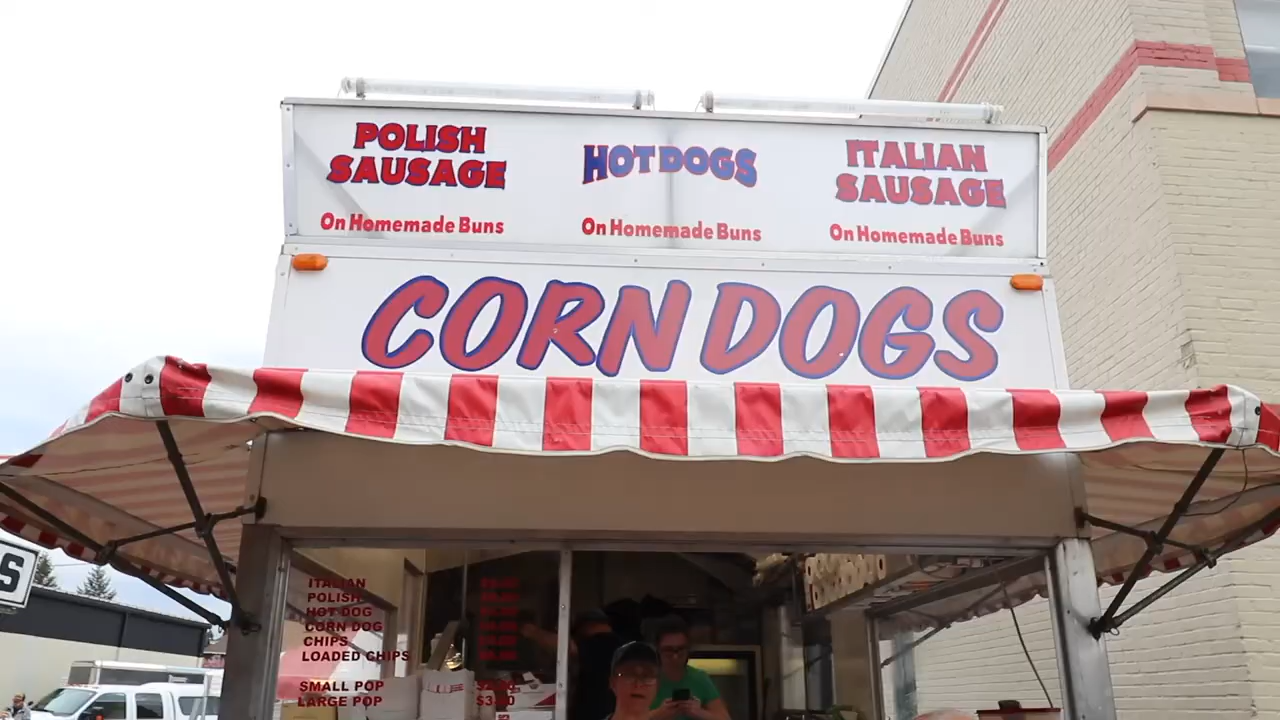 POLISH
SAUSAGE
On Homemade Buns
HOT DOGS
On Homemade Buns
ITALIAN
SAUSAGE
On Homemade Buns
CORN DOGS
S
ITALIAN
POLISH
HOT DOG
CORN DOG
CHIPS
LOADED CHIPS
SMALL POP
LARGE POP